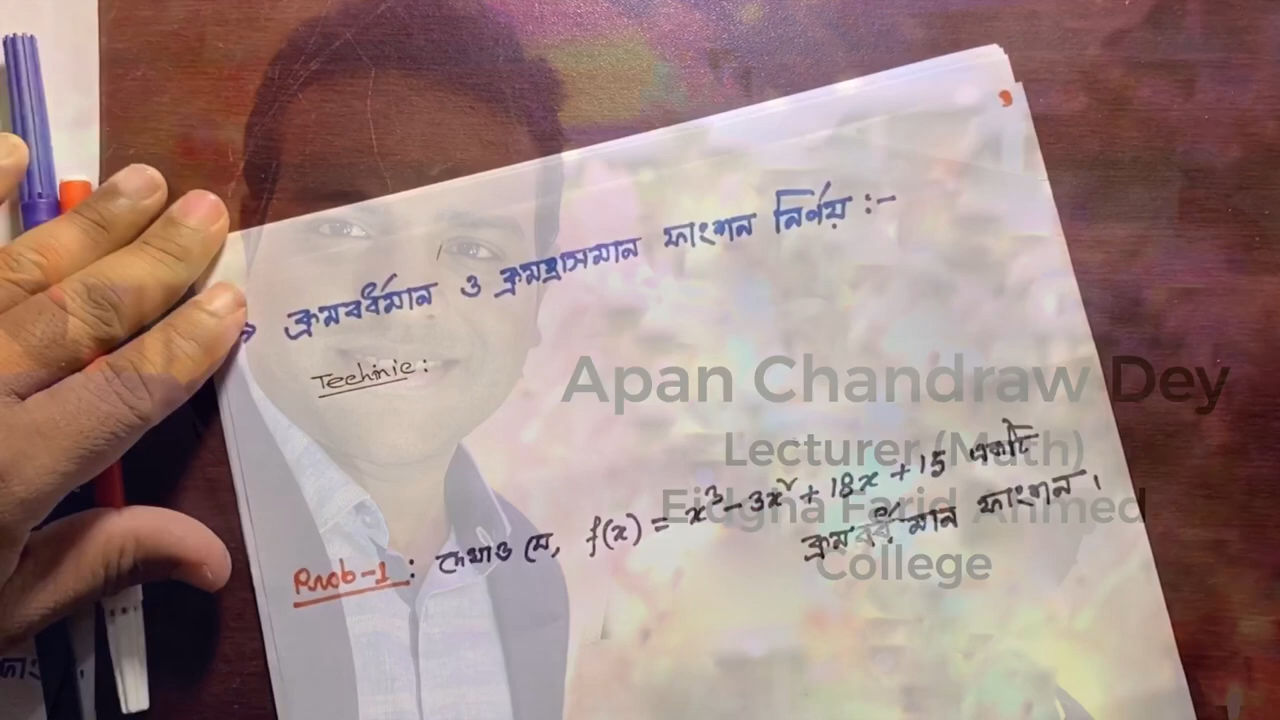 ক্রমবর্ধমান ও ক্রমহ্রাসমান ফাংশন নির্ণয় :-
Technic :
Apan Chandraw Dey
Lecturer (Math)
Eidgha Farid Ahmed
College
Prob-1 : দেখাও যে, f(x) = x³ - 3x² + 18x + 15 একটি
ক্রমবর্ধমান ফাংশন।